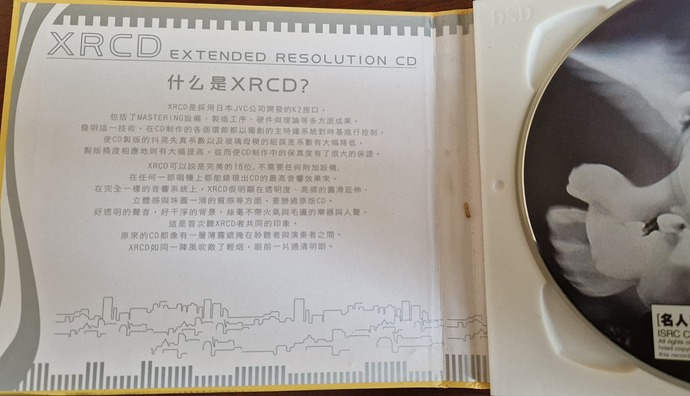 XRCD EXTENDED RESOLUTION CD
什么是XRCD?
XRCD是採用日本JVC公司開發的K2接口,
包括了MASTERING設備、製造工序、硬件與理論等多方面成果。
發明這一技術,在CD制作的各個環節都以獨創的主時鐘系統對時基進行控制,
使CD製版的抖晃失真系數以及玻璃母模的組誤差系數有大幅降低,
製版精度相應地則有大幅提高,從而使CD制作中的保真度有了很大的保證。
XRCD可以說是完美的16位,不需要任何附加設備,
在任何一部唱機上都能錶現出CD的最高音響效果來。
在完全一樣的音響系統上,XRCD很明顯在透明度、高頻的圓滑延伸、
立體感與珠圓一滑的質感等方面,要勝過原版CD。
好透明的聲音,好干淨的背景,絲毫不帶火氣與毛邊的樂器與人聲,
這是首次聽XRCD者共同的印象。
原來的CD都像有一層薄霧遮掩在聆聽者與演奏者之間,
XRCD如同一陣風吹散了輕烟,眼前一片通清明朗。
DSD
[名人
ISRC C
All rights o
this recor